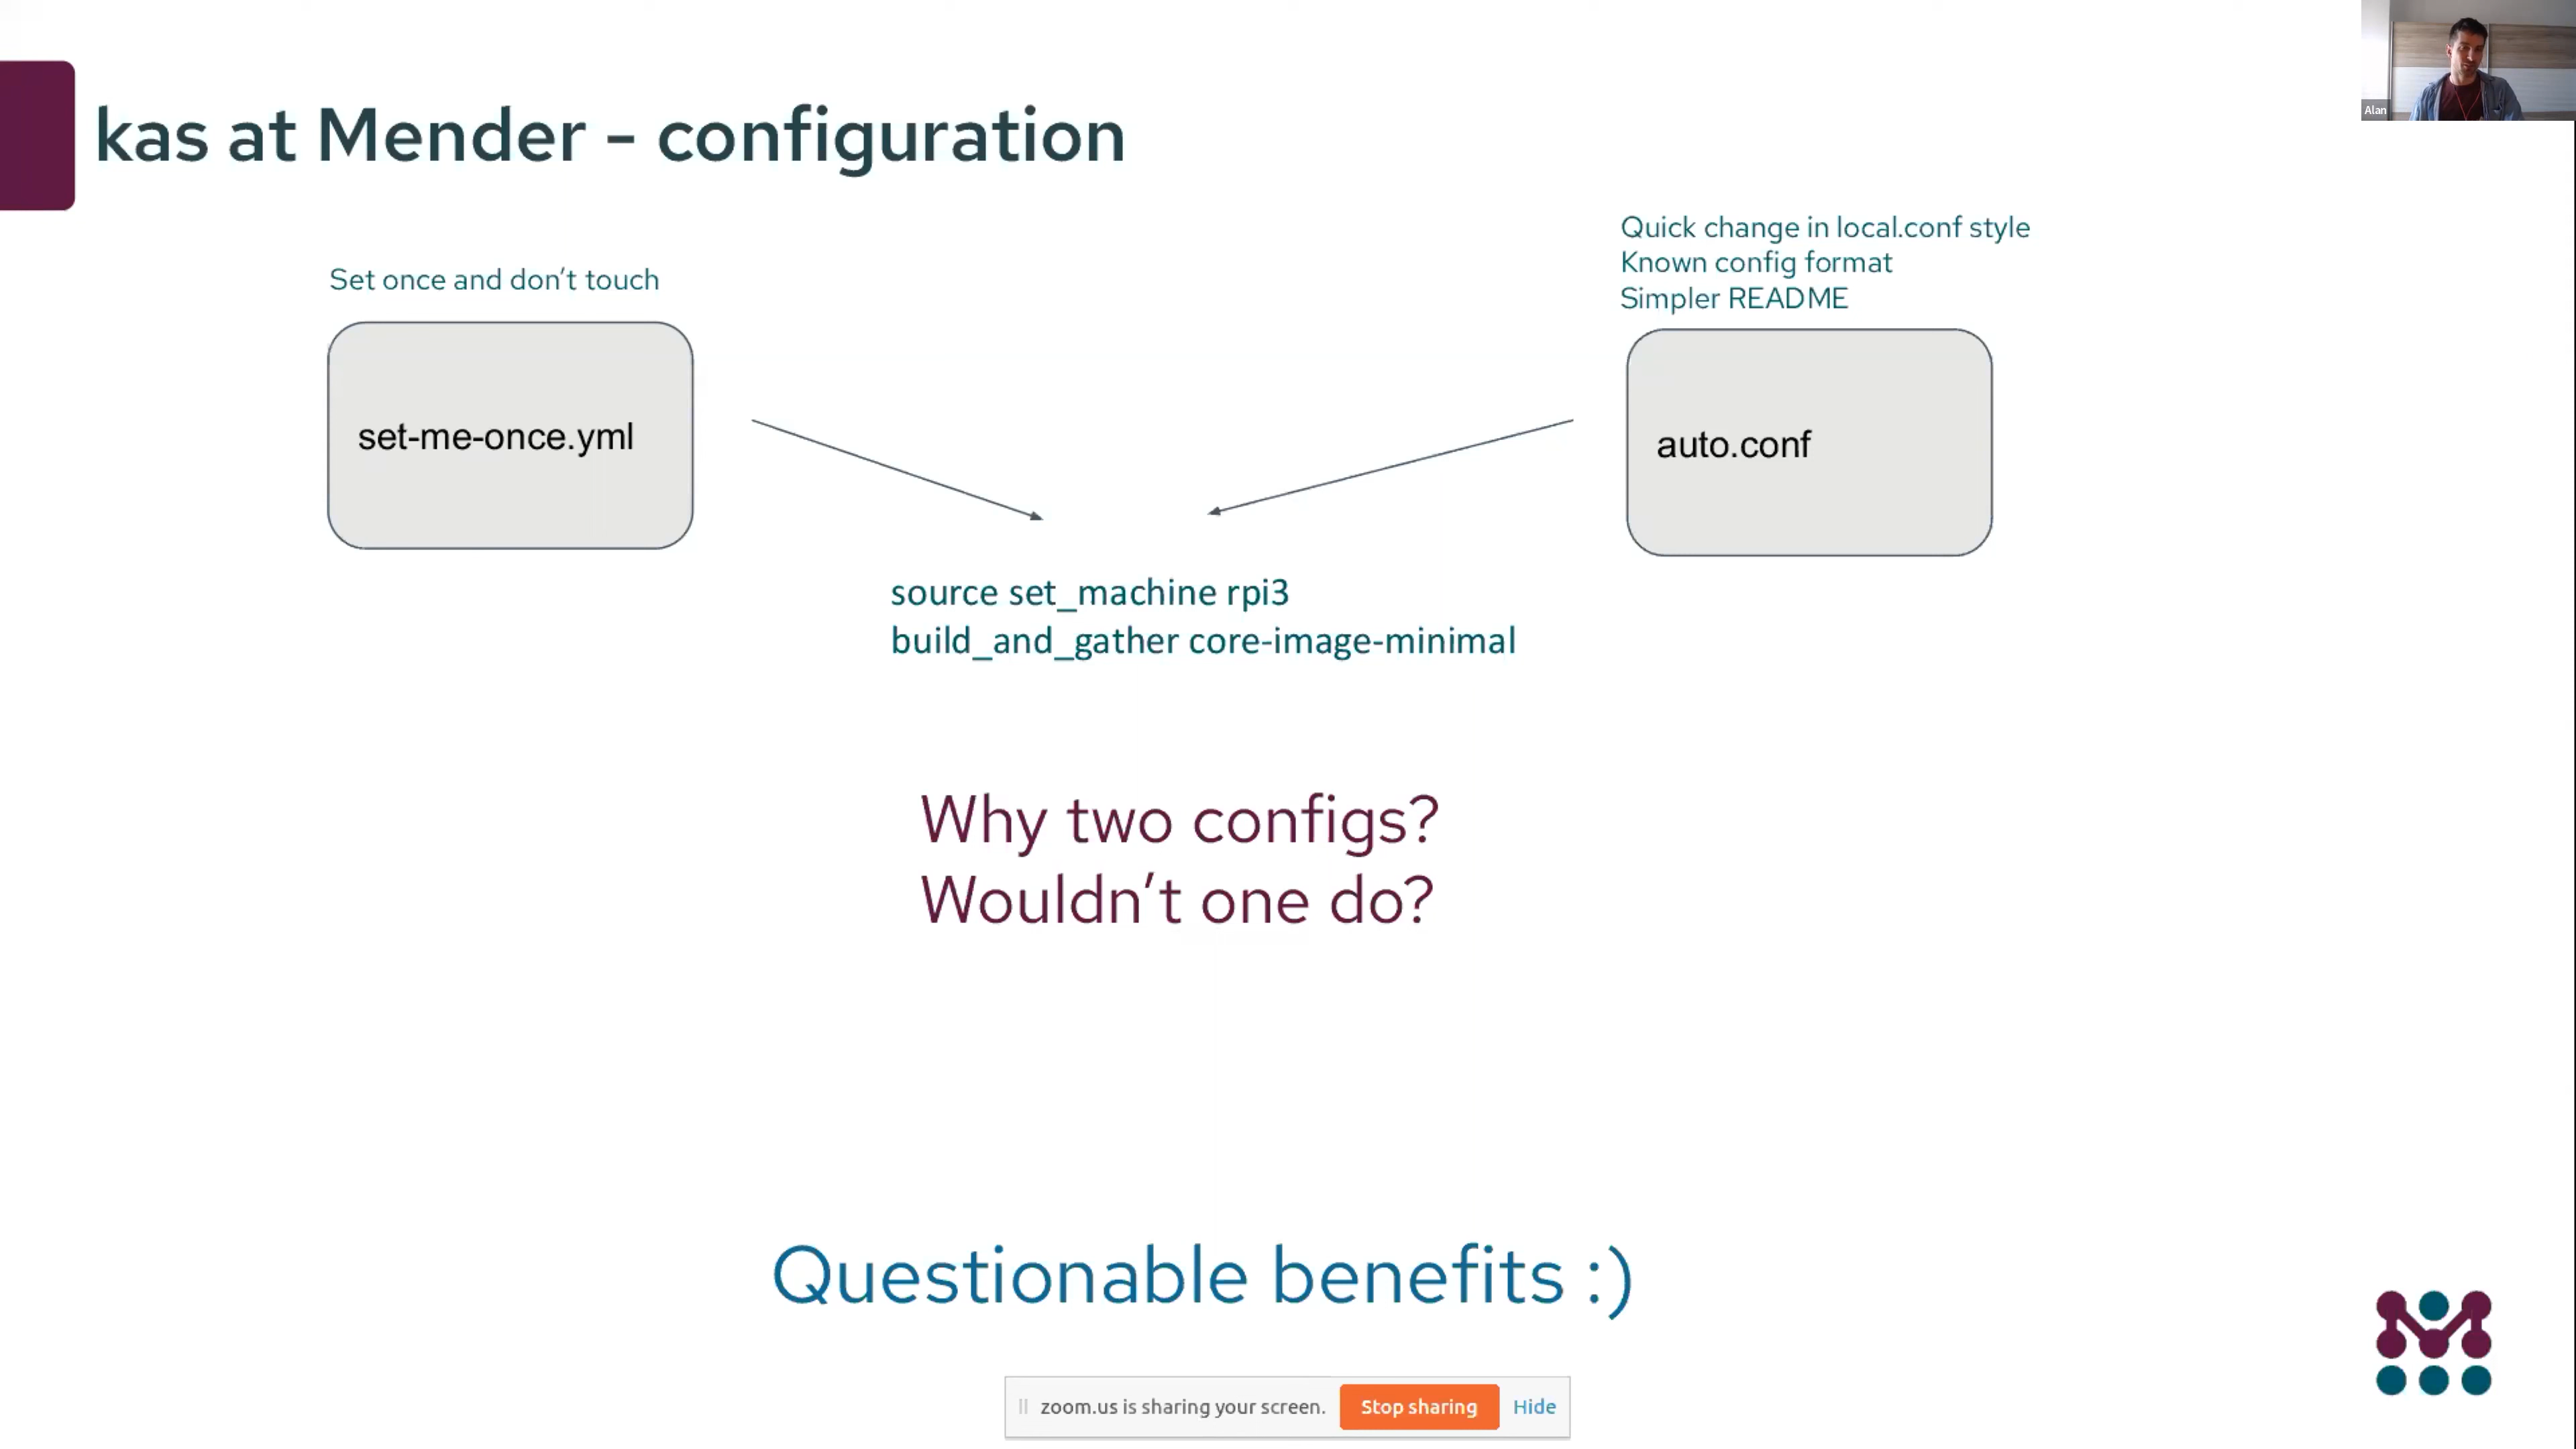 Alan
kas at Mender - configuration
Set once and don't touch
Quick change in local.conf style
Known config format
Simpler README
set-me-once.yml
auto.conf
source set_machine rpi3
build_and_gather core-image-minimal
Why two configs?
Wouldn't one do?
Questionable benefits :)
zoom.us is sharing your screen. Stop sharing Hide